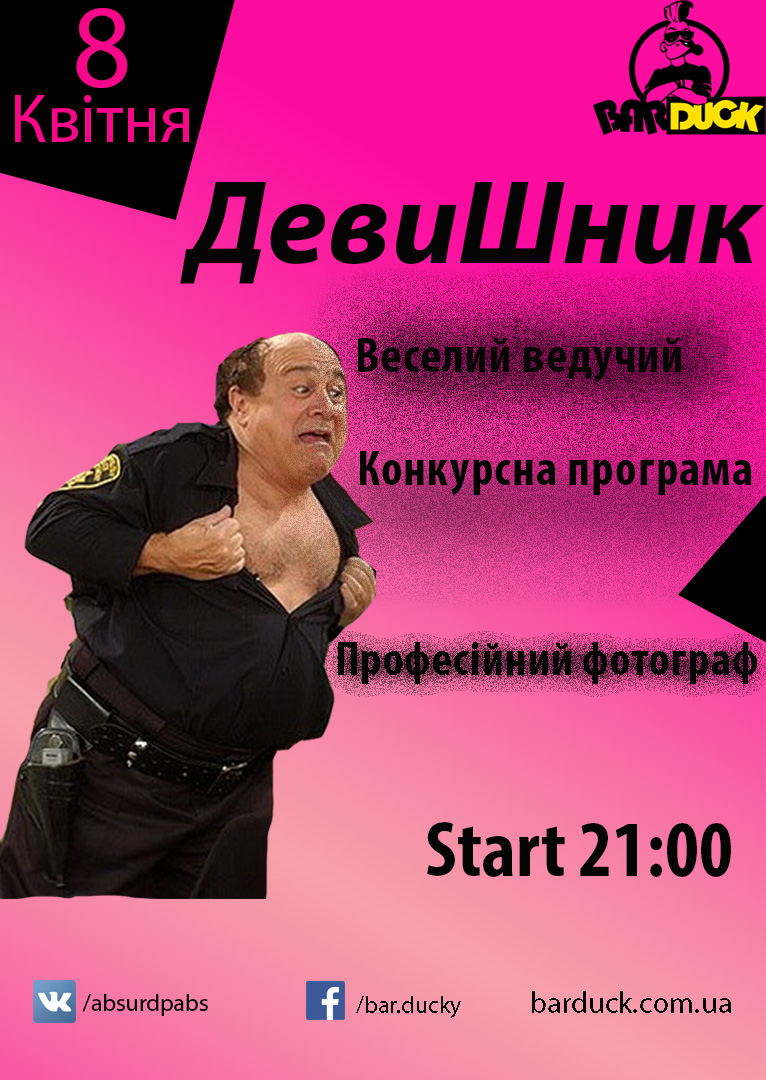 8
Квітня
BARDUCK
ДевиШник
Веселий ведучий
Конкурсна програма
Професійний фотограф
Start 21:00
/absurdpabs
/bar.ducky
barduck.com.ua